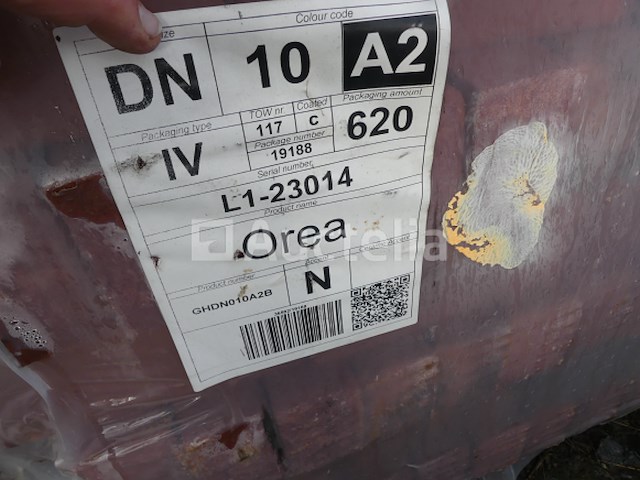 ize Colour code
DN 10 A2
Packaging type TOW nr. Coated Packaging amount
IV 117 C 620
Package number
19188
Serial number
L1-23014
Product name
Orea
Product number
GHDN010A2B N